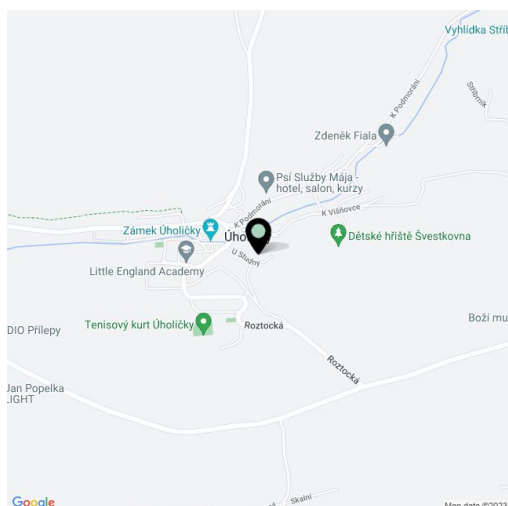 Vyhlídka Stříb
Stříbrník
K Podmoráni
Zdeněk Fiala
Psí Služby Mája -
hotel, salon, kurzy
K Podmoráni
K Vláňovce
Zámek Úholičky
Úho
Dětské hřiště Švestkovna
U Sludny
Little England Academy
Boží mu
DIO Přílepy
Tenisový kurt Úholičky
Roztocká
Roztocká
Jan Popelka
LIGHT
Skalní
Google
Map data ©2023